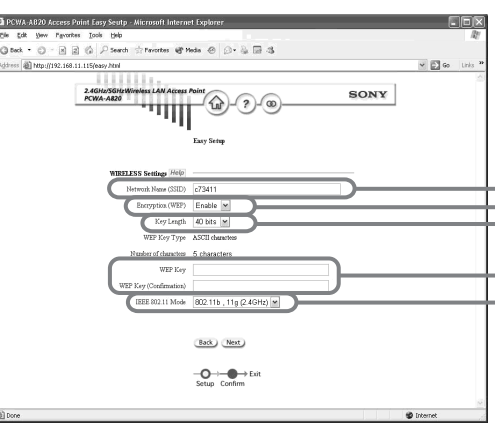 PCWA-A820 Access Point Easy Seutp - Microsoft Internet Explorer
File Edit View Favorites Tools Help
Back Search Favorites Media
Address http://192.168.11.115/easy.html Go Links »
2.4GHz/5GHzWireless LAN Access Point
PCWA-A820
?
SONY
Easy Setup
WIRELESS Settings Help
Network Name (SSID) c73411
Encryption (WEP) Enable
Key Length 40 bits
WEP Key Type ASCII characters
Number of characters 5 characters
WEP Key
WEP Key (Confirmation)
IEEE 802.11 Mode 802.11b , 11g (2.4GHz)
Back Next
Exit
Setup Confirm
Done Internet